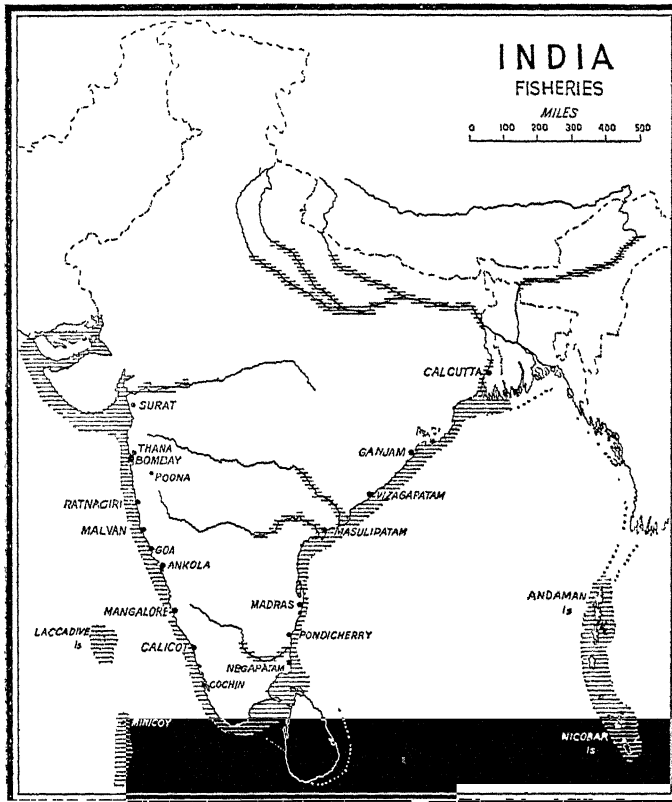 INDIA
FISHERIES
MILES
0 100 200 300 400 500
CALCUTTA
SURAT
GANJAM
THANA
BOMBAY
POONA
VIZAGAPATAM
RATNAGIRI
MALVAN
MASULIPATAM
GOA
ANKOLA
ANDAMAN
Is
MADRAS
MANGALORE
LACCADIVE
Is
PONDICHERRY
CALICOT
NEGAPATAM
COCHIN
MINICOY
NICOBAR
Is